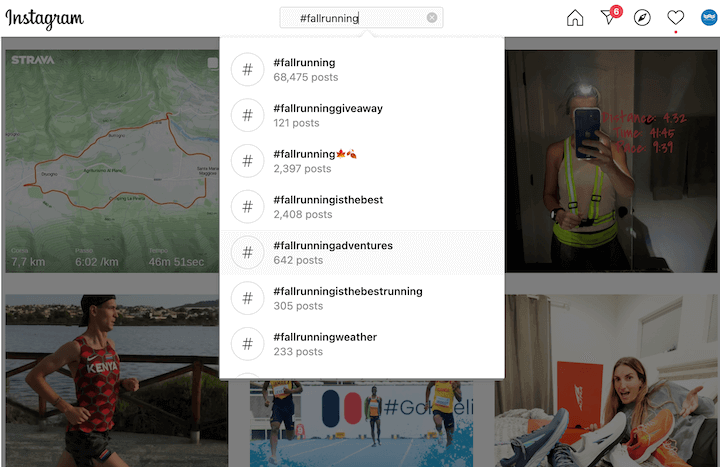 Instagram
#fallrunning
6
#fallrunning
68,475 posts
#fallrunninggiveaway
121 posts
#fallrunning🍁🍂
2,397 posts
#fallrunningisthebest
2,408 posts
#fallrunningadventures
642 posts
#fallrunningisthebestrunning
305 posts
#fallrunningweather
233 posts
STRAVA
7,7 km
6:02 /km
46m 51sec
Distance: 4.32
Time: 41:45
Pace: 9:39
KENYA